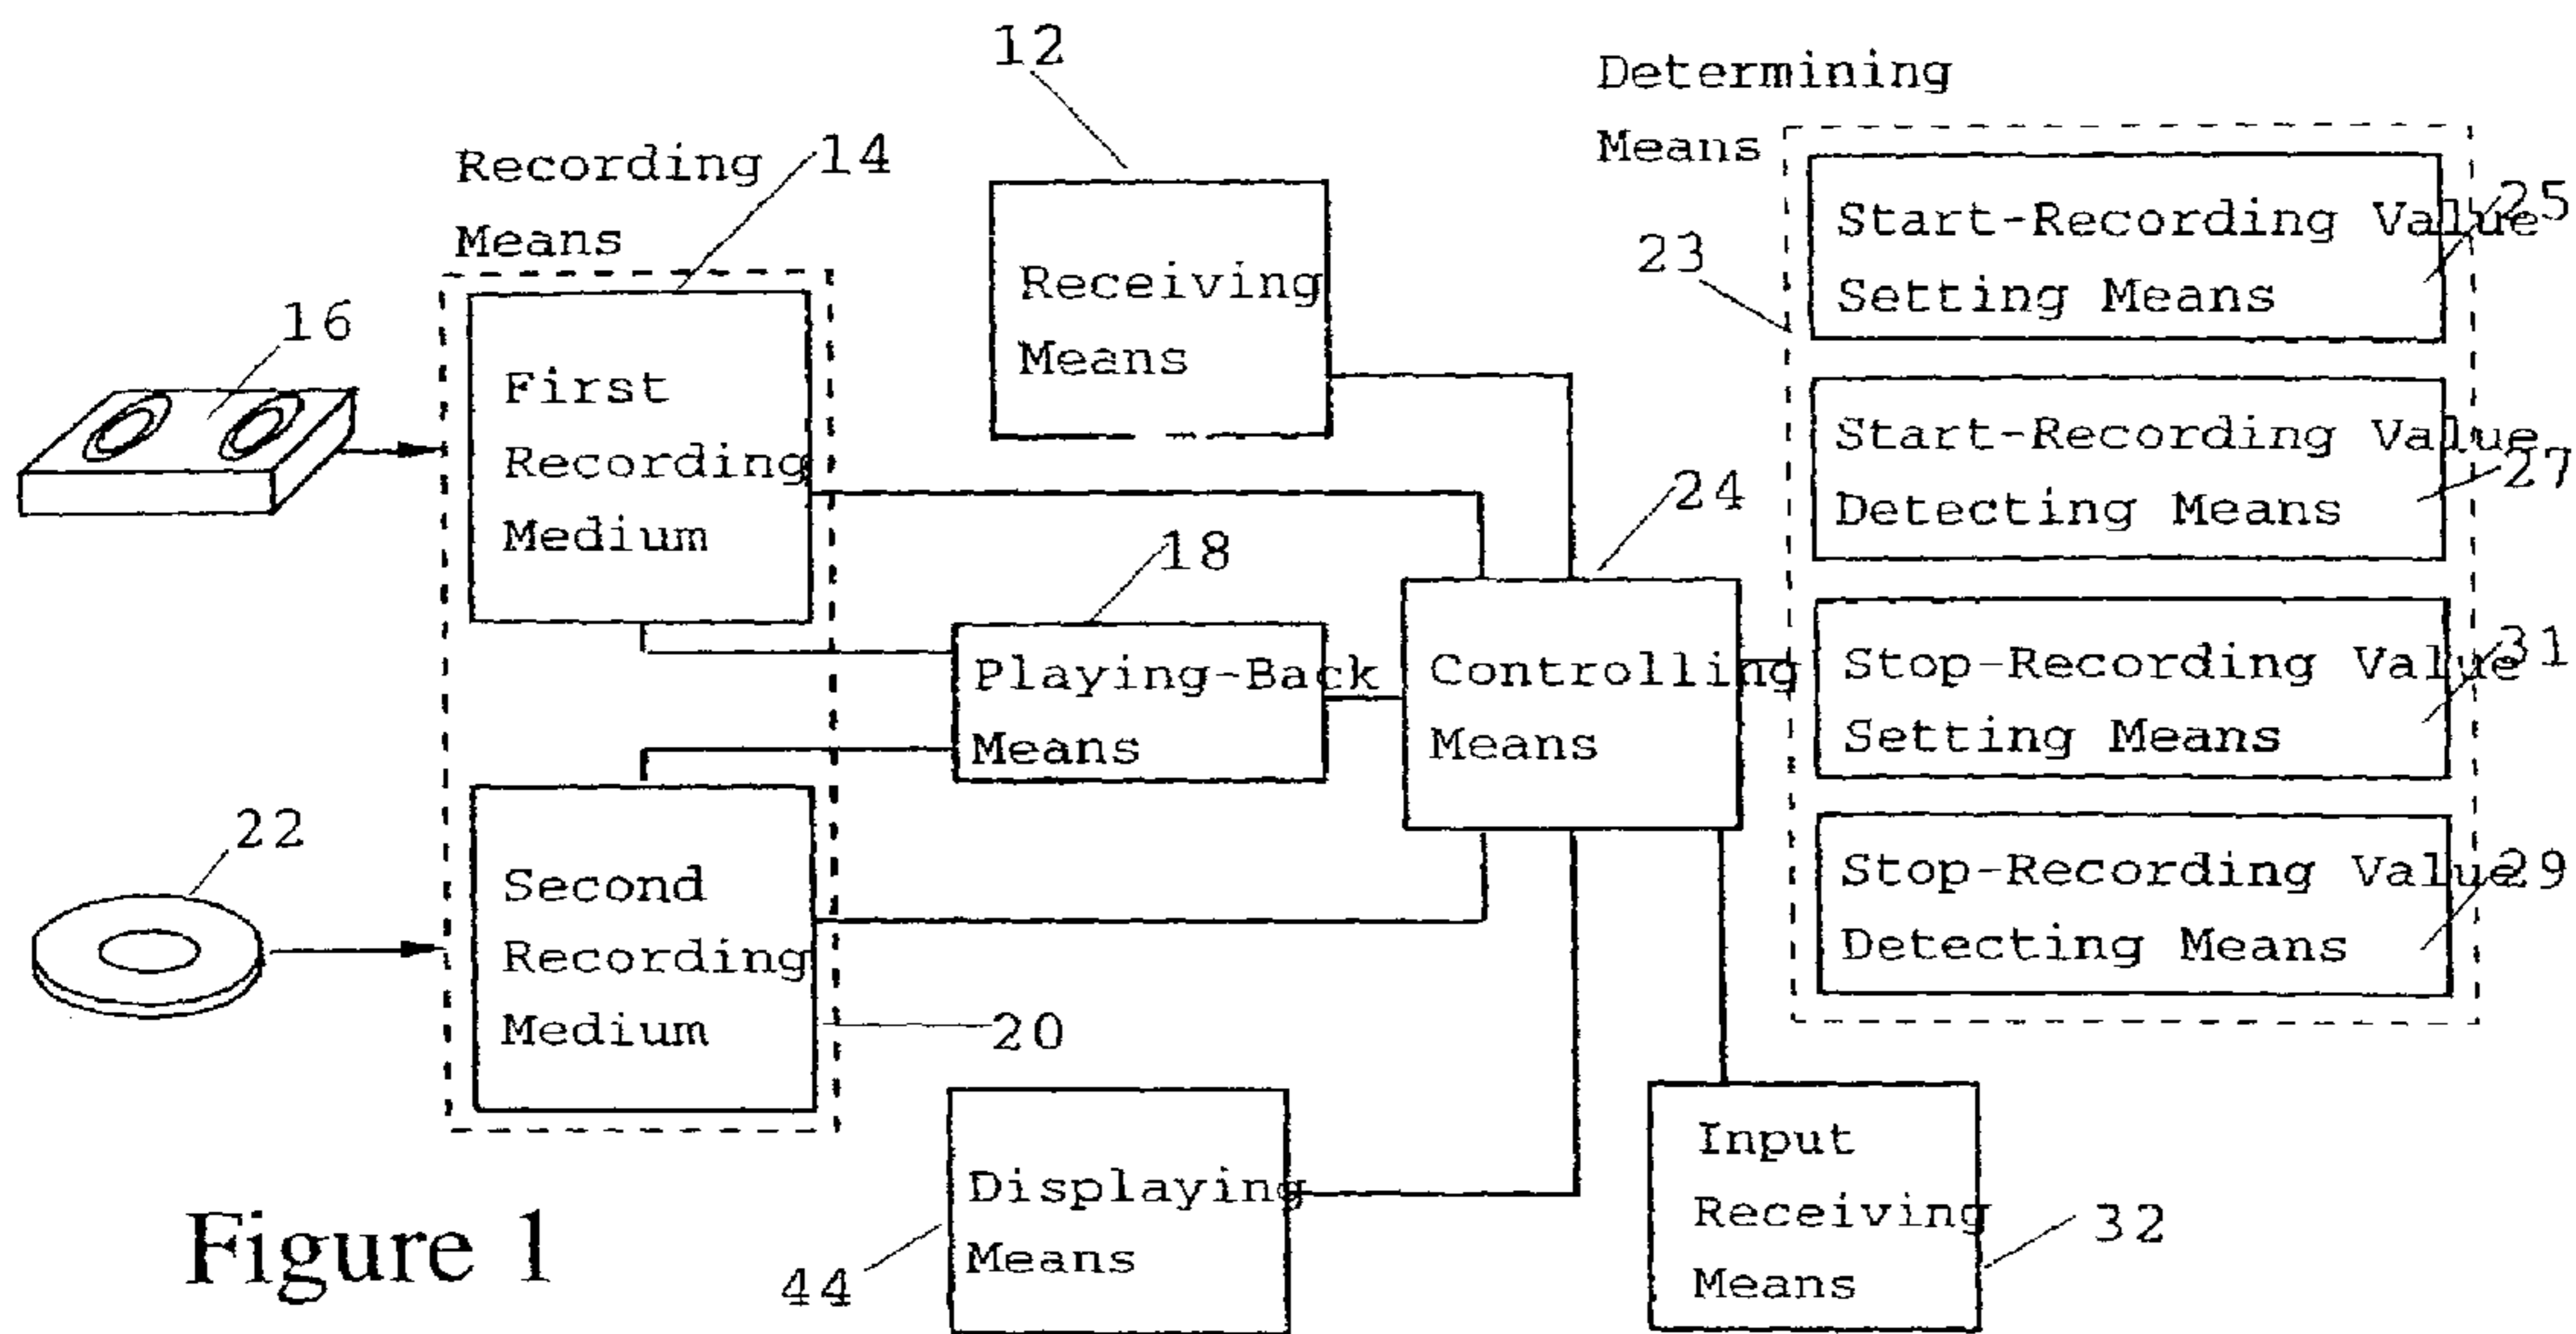 12
Determining
Means
Recording
Means
14
Start-Recording Value
Setting Means
25
23
Receiving
Means
16
First
Recording
Medium
Start-Recording Value
Detecting Means
27
24
18
Playing-Back
Means
Controlling
Means
Stop-Recording Value
Setting Means
31
22
Second
Recording
Medium
20
Stop-Recording Value
Detecting Means
29
Displaying
Means
44
Input
Receiving
Means
32
Figure 1